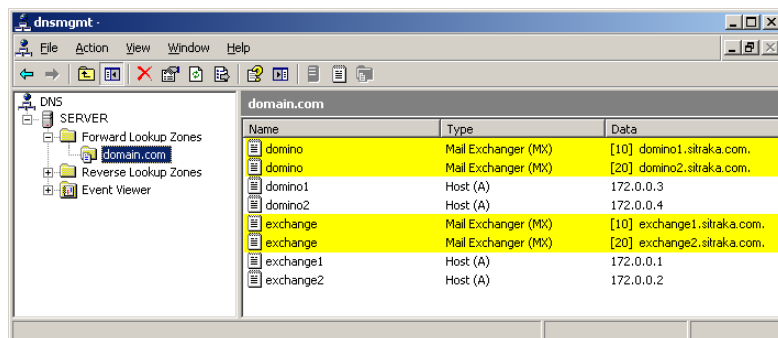 dnsmgmt -
File Action View Window Help
DNS
SERVER
Forward Lookup Zones
domain.com
Reverse Lookup Zones
Event Viewer
domain.com
Name Type Data
domino Mail Exchanger (MX) [10] domino1.sitraka.com.
domino Mail Exchanger (MX) [20] domino2.sitraka.com.
domino1 Host (A) 172.0.0.3
domino2 Host (A) 172.0.0.4
exchange Mail Exchanger (MX) [10] exchange1.sitraka.com.
exchange Mail Exchanger (MX) [20] exchange2.sitraka.com.
exchange1 Host (A) 172.0.0.1
exchange2 Host (A) 172.0.0.2